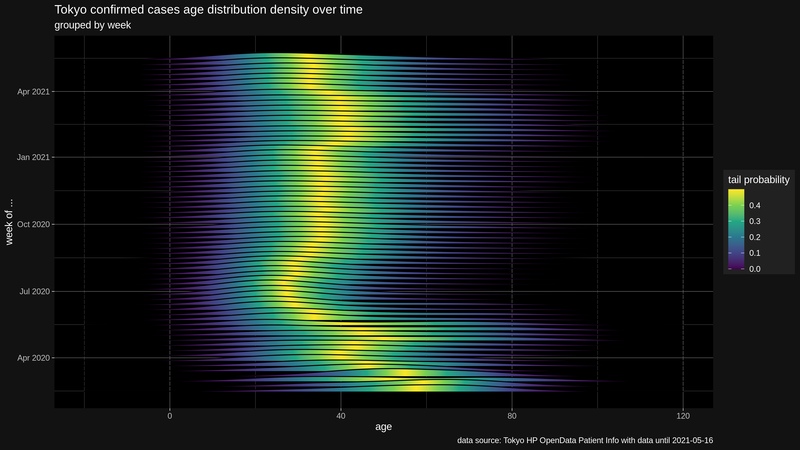 Tokyo confirmed cases age distribution density over time
grouped by week
Apr 2021
Jan 2021
Oct 2020
Jul 2020
Apr 2020
week of ...
0
40
80
120
age
tail probability
0.4
0.3
0.2
0.1
0.0
data source: Tokyo HP OpenData Patient Info with data until 2021-05-16